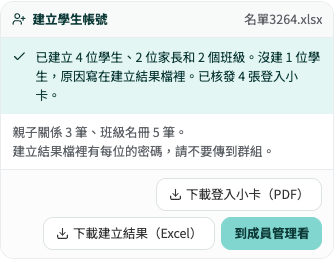 建立學生帳號 名單3264.xlsx
已建立 4 位學生、2 位家長和 2 個班級。沒建 1 位學
生，原因寫在建立結果檔裡。已核發 4 張登入小
卡。
親子關係 3 筆、班級名冊 5 筆。
建立結果檔裡有每位的密碼，請不要傳到群組。
下載登入小卡（PDF）
下載建立結果（Excel） 到成員管理看